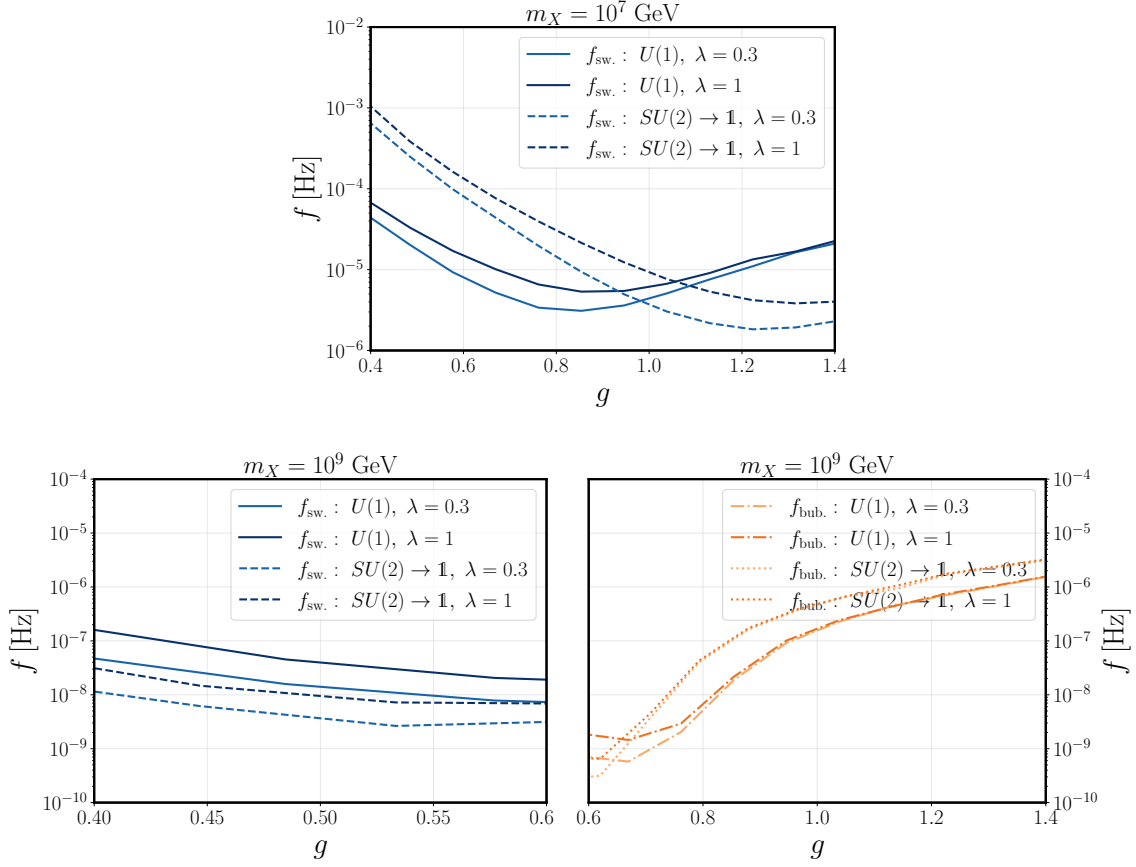 m_X = 10^7 GeV
10^-2
10^-3
10^-4
10^-5
10^-6
f [Hz]
f_sw. : U(1), λ = 0.3
f_sw. : U(1), λ = 1
f_sw. : SU(2) → 𝟙, λ = 0.3
f_sw. : SU(2) → 𝟙, λ = 1
0.4 0.6 0.8 1.0 1.2 1.4
g
m_X = 10^9 GeV
10^-4
10^-5
10^-6
10^-7
10^-8
10^-9
10^-10
f [Hz]
f_sw. : U(1), λ = 0.3
f_sw. : U(1), λ = 1
f_sw. : SU(2) → 𝟙, λ = 0.3
f_sw. : SU(2) → 𝟙, λ = 1
0.40 0.45 0.50 0.55 0.6
g
m_X = 10^9 GeV
f_bub. : U(1), λ = 0.3
f_bub. : U(1), λ = 1
f_bub. : SU(2) → 𝟙, λ = 0.3
f_bub. : SU(2) → 𝟙, λ = 1
10^-4
10^-5
10^-6
10^-7
10^-8
10^-9
10^-10
f [Hz]
0.6 0.8 1.0 1.2 1.4
g